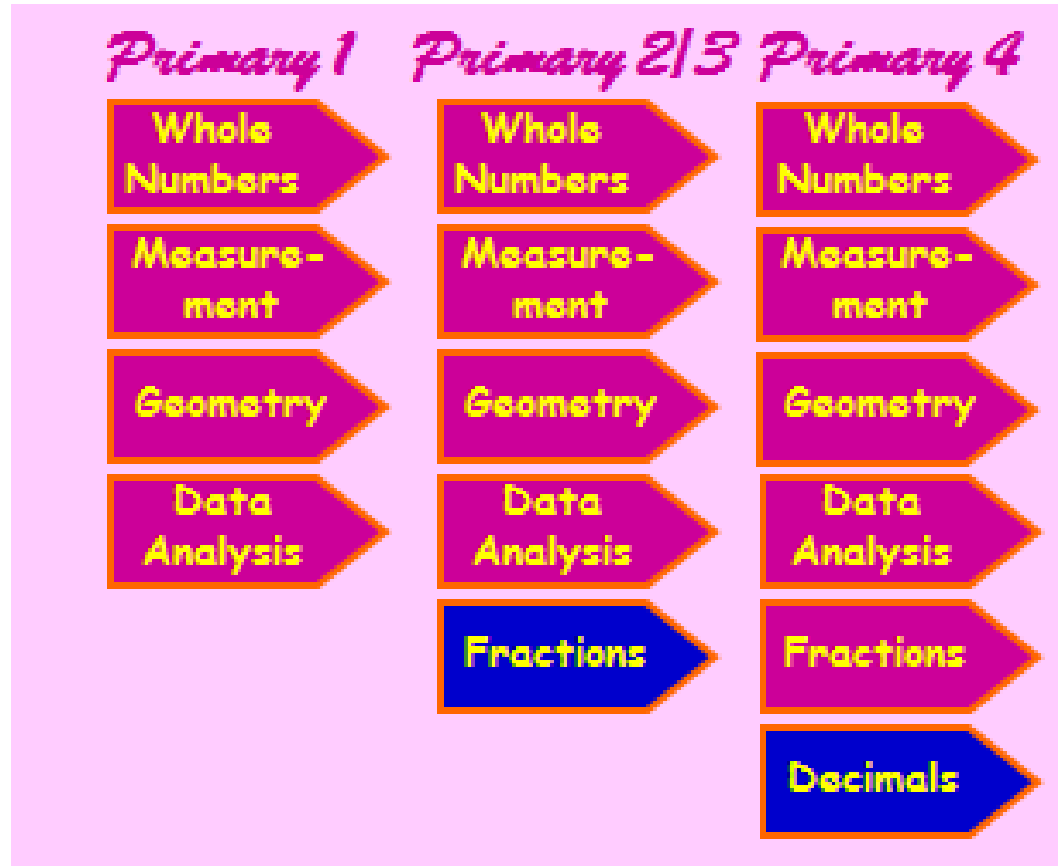 Primary 1
Whole
Numbers
Measure-
ment
Geometry
Data
Analysis
Primary 2/3
Whole
Numbers
Measure-
ment
Geometry
Data
Analysis
Fractions
Primary 4
Whole
Numbers
Measure-
ment
Geometry
Data
Analysis
Fractions
Decimals